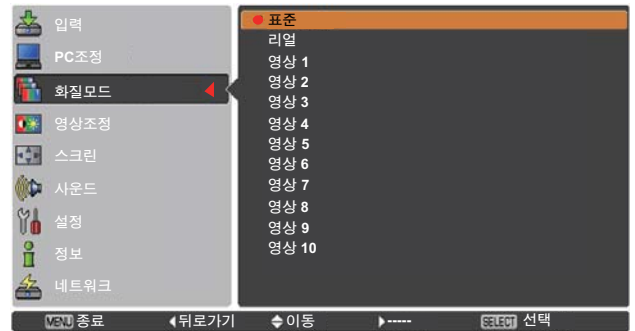 입력
PC조정
화질모드
영상조정
스크린
사운드
설정
정보
네트워크
표준
리얼
영상 1
영상 2
영상 3
영상 4
영상 5
영상 6
영상 7
영상 8
영상 9
영상 10
MENU 종료 뒤로가기 이동 ----- SELECT 선택